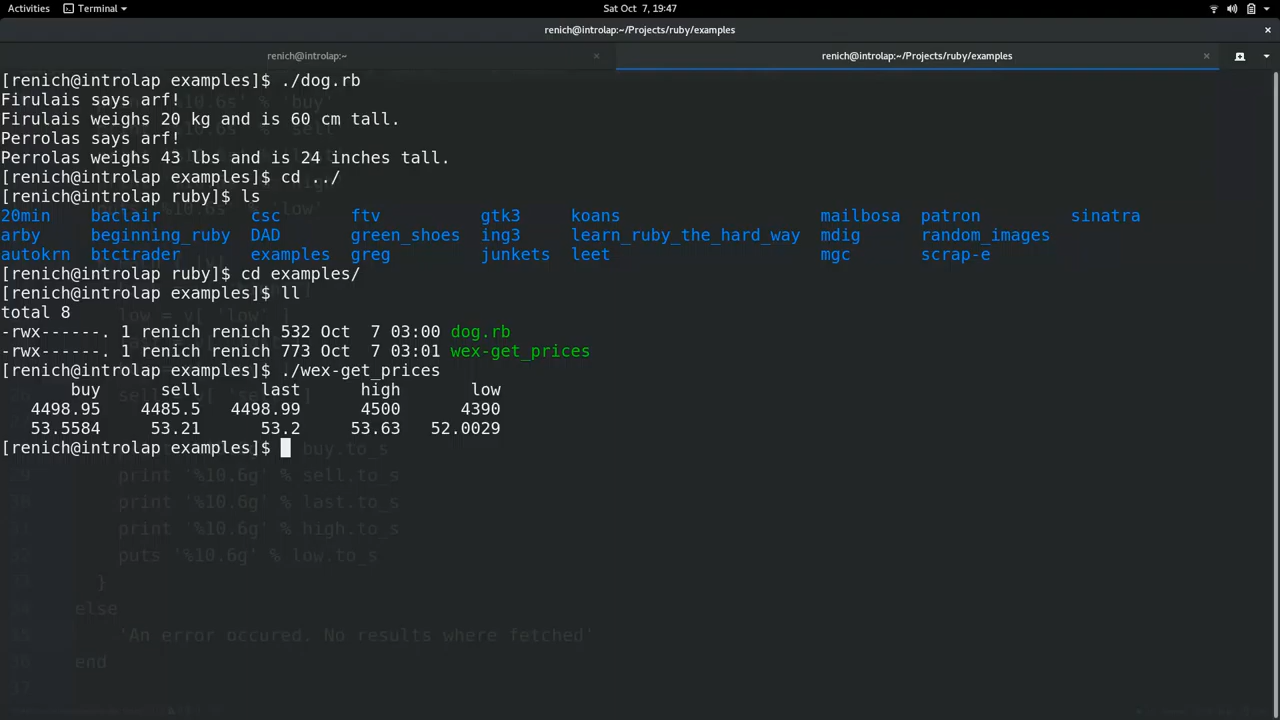 Activities Terminal Sat Oct 7, 19:47
renich@introlap:~/Projects/ruby/examples
renich@introlap:~ renich@introlap:~/Projects/ruby/examples
[renich@introlap examples]$ ./dog.rb
Firulais says arf!
Firulais weighs 20 kg and is 60 cm tall.
Perrolas says arf!
Perrolas weighs 43 lbs and is 24 inches tall.
[renich@introlap examples]$ cd ../
[renich@introlap ruby]$ ls
20min baclair csc ftv gtk3 koans mailbosa patron sinatra
arby beginning_ruby DAD green_shoes ing3 learn_ruby_the_hard_way mdig random_images
autokrn btctrader examples greg junkets leet mgc scrap-e
[renich@introlap ruby]$ cd examples/
[renich@introlap examples]$ ll
total 8
-rwx------. 1 renich renich 532 Oct  7 03:00 dog.rb
-rwx------. 1 renich renich 773 Oct  7 03:01 wex-get_prices
[renich@introlap examples]$ ./wex-get_prices
buy sell last high low
4498.95 4485.5 4498.99 4500 4390
53.5584 53.21 53.2 53.63 52.0029
[renich@introlap examples]$
buy.to_s
print '%10.6g' % sell.to_s
print '%10.6g' % last.to_s
print '%10.6g' % high.to_s
puts '%10.6g' % low.to_s
}
else
'An error occured. No results where fetched'
end